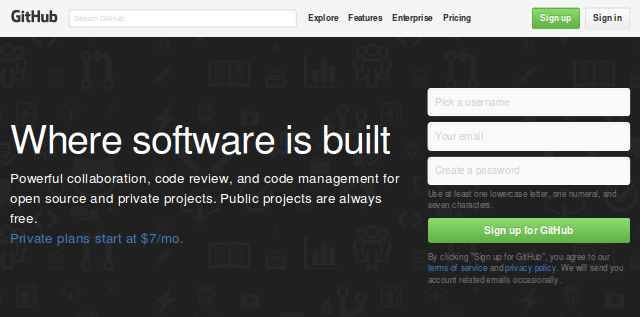 GitHub
Search GitHub
Explore Features Enterprise Pricing
Sign up
Sign in
Where software is built
Powerful collaboration, code review, and code management for
open source and private projects. Public projects are always
free.
Private plans start at $7/mo.
Pick a username
Your email
Create a password
Use at least one lowercase letter, one numeral, and
seven characters.
Sign up for GitHub
By clicking "Sign up for GitHub", you agree to our
terms of service and privacy policy. We will send you
account related emails occasionally.